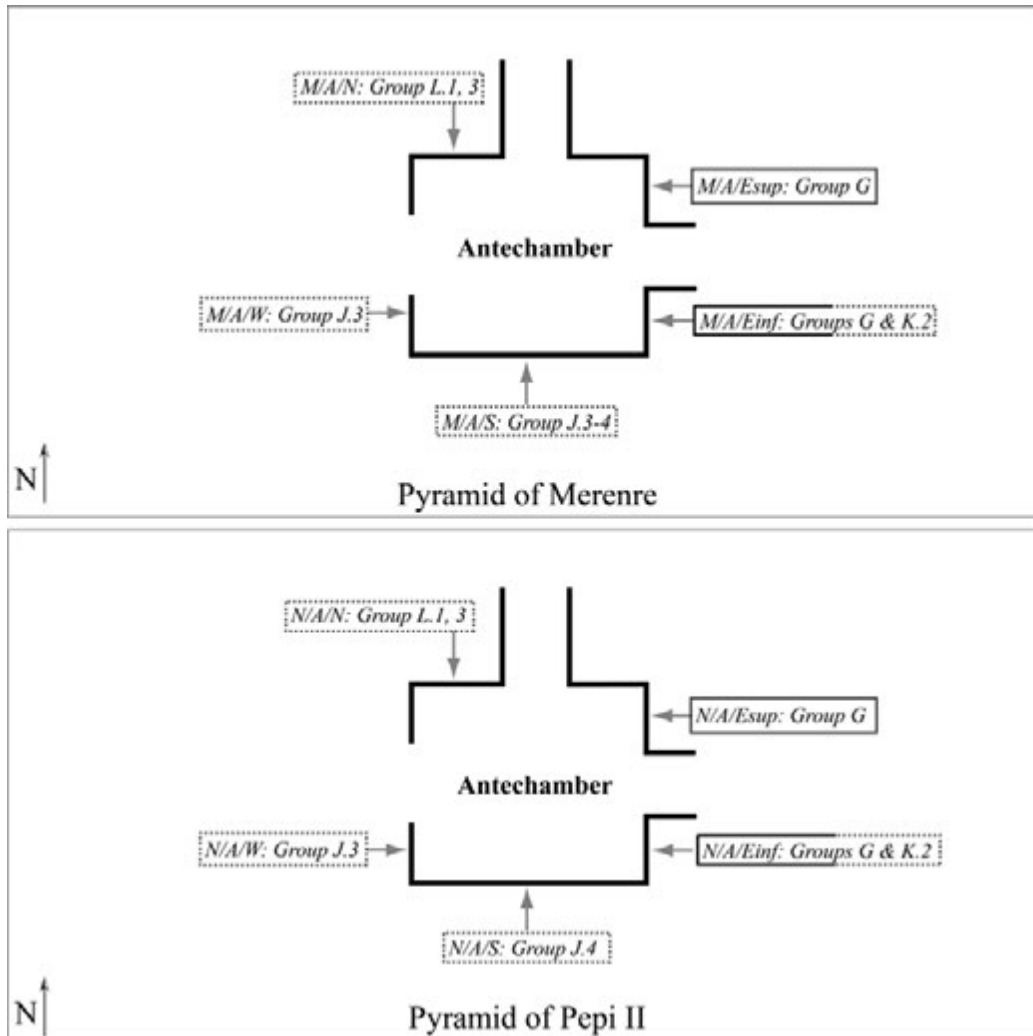 M/A/N: Group L.1, 3
M/A/Esup: Group G
Antechamber
M/A/W: Group J.3
M/A/Einf: Groups G & K.2
M/A/S: Group J.3-4
N
Pyramid of Merenre
N/A/N: Group L.1, 3
N/A/Esup: Group G
Antechamber
N/A/W: Group J.3
N/A/Einf: Groups G & K.2
N/A/S: Group J.4
N
Pyramid of Pepi II